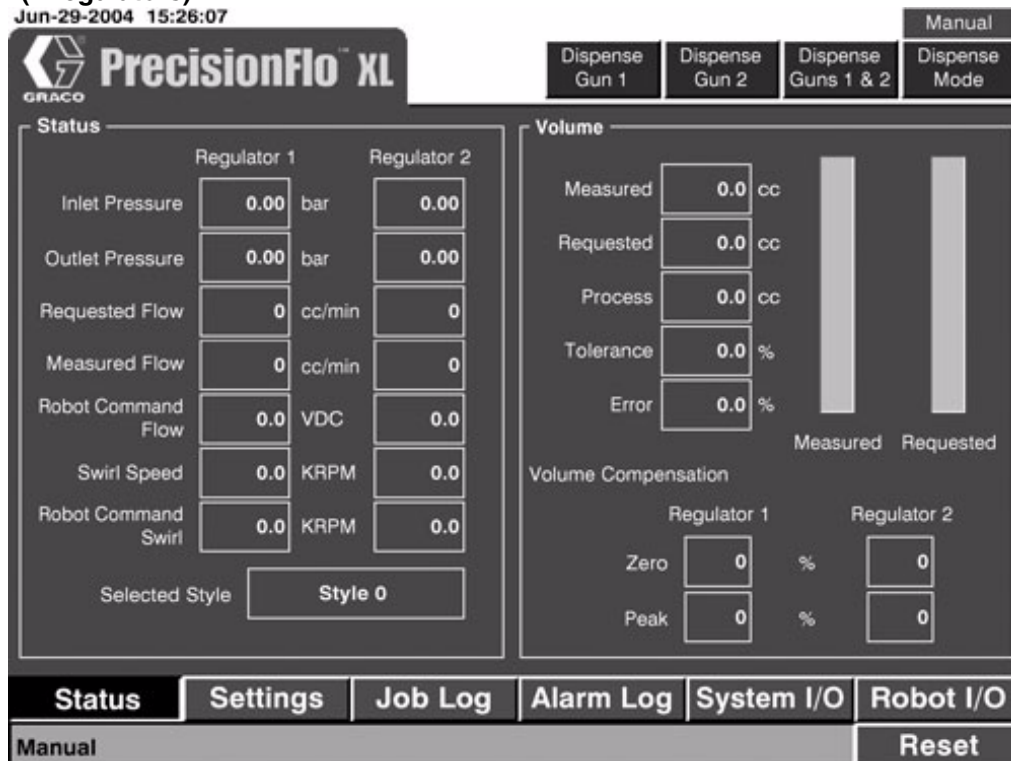 Jun-29-2004 15:26:07
Manual
GRACO
PrecisionFlo™ XL
Dispense Gun 1
Dispense Gun 2
Dispense Guns 1 & 2
Dispense Mode
Status
Regulator 1 Regulator 2
Inlet Pressure 0.00 bar 0.00
Outlet Pressure 0.00 bar 0.00
Requested Flow 0 cc/min 0
Measured Flow 0 cc/min 0
Robot Command Flow 0.0 VDC 0.0
Swirl Speed 0.0 KRPM 0.0
Robot Command Swirl 0.0 KRPM 0.0
Selected Style Style 0
Volume
Measured 0.0 cc
Requested 0.0 cc
Process 0.0 cc
Tolerance 0.0 %
Error 0.0 %
Measured Requested
Volume Compensation
Regulator 1 Regulator 2
Zero 0 % 0
Peak 0 % 0
Status Settings Job Log Alarm Log System I/O Robot I/O
Manual Reset